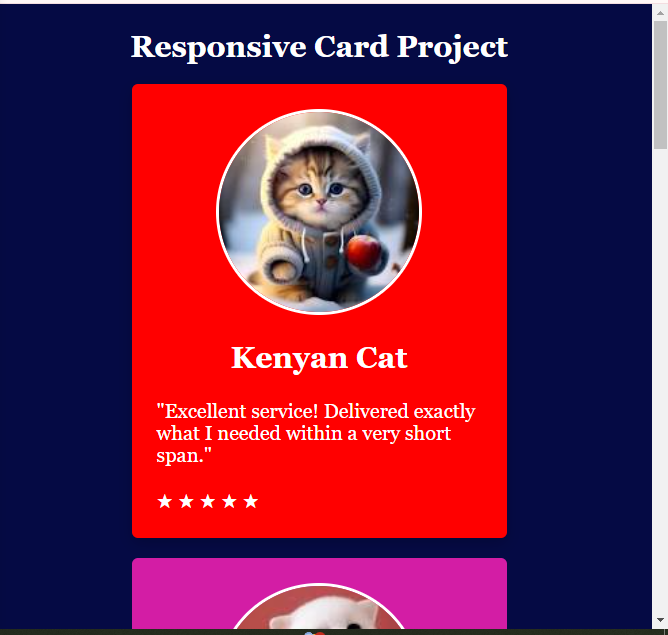 Responsive Card Project
Kenyan Cat
"Excellent service! Delivered exactly
what I needed within a very short
span."
★ ★ ★ ★ ★